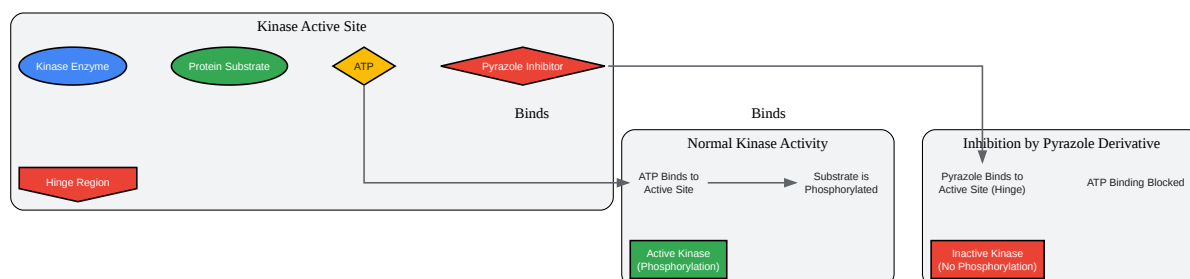 Kinase Active Site
Kinase Enzyme
Protein Substrate
ATP
Pyrazole Inhibitor
Binds
Binds
Hinge Region
Normal Kinase Activity
ATP Binds to
Active Site
Substrate is
Phosphorylated
Active Kinase
(Phosphorylation)
Inhibition by Pyrazole Derivative
Pyrazole Binds to
Active Site (Hinge)
ATP Binding Blocked
Inactive Kinase
(No Phosphorylation)